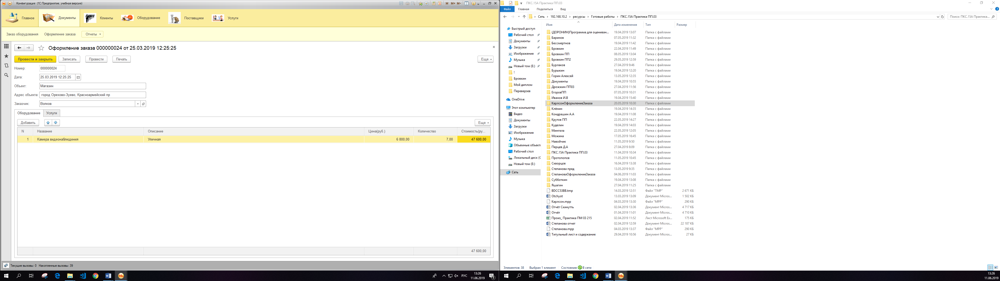 Конфигурация (1С:Предприятие, учебная версия)
M M+ M-
Главное
Документы
Клиенты
Оборудование
Поставщики
Услуги
Заказ оборудования Оформление заказа Отчеты
Оформление заказа 000000024 от 25.03.2019 12:25:25
Провести и закрыть Записать Провести Печать Еще
Номер: 000000024
Дата: 25.03.2019 12:25:25
Объект: Магазин
Адрес объекта: город Орехово-Зуево, Красноармейский пр
Заказчик: Волков
Оборудование Услуги
Добавить Еще
N Название Описание Цена(руб.) Количество Стоимость(ру...
1 Камера видеонаблюдения Уличная 6 800,00 7,00 47 600,00
47 600,00
Текущие вызовы: 0 Накопленные вызовы: 39
РУС
13:26
11.06.2019
1
ПКС.15А Практика ПП.03
Файл Главная Поделиться Вид
Сеть 192.168.10.2 ресурсы Готовые работы ПКС.15А Практика ПП.03
Поиск: ПКС.15А Практика...
Быстрый доступ
Рабочий стол
Документы
Загрузки
Изображения
Музыка
Новый том (E:)
!
Бровкин
Мой диплом
Переверзев
OneDrive
Этот компьютер
Видео
Документы
Загрузки
Изображения
Музыка
Объемные объекты
Рабочий стол
Локальный диск (C
Новый том (E:)
Сеть
Имя Дата изменения Тип Размер
(ДОРОНИН)Программа для оцениван... 19.04.2019 13:07 Папка с файлами
Баринов 07.05.2019 11:32 Папка с файлами
Бессмертнов 19.04.2019 11:42 Папка с файлами
Бровкин 22.04.2019 11:49 Папка с файлами
Бровкин ПП 08.05.2019 13:04 Папка с файлами
Бровкин ПП2 29.05.2019 12:59 Папка с файлами
Бурлаков 27.04.2019 9:46 Папка с файлами
Бурыкин 19.04.2019 12:20 Папка с файлами
Горин Алексей 13.05.2019 12:35 Папка с файлами
Документы 19.04.2019 10:55 Папка с файлами
Дрожжин ПП03 27.04.2019 11:56 Папка с файлами
ЕгоровПП 07.05.2019 10:31 Папка с файлами
Иванов И.В 19.04.2019 15:40 Папка с файлами
КарлсонОформлениеЗаказа 20.05.2019 10:30 Папка с файлами
Клёнин 19.04.2019 14:35 Папка с файлами
Кондрашин А.А 19.04.2019 11:08 Папка с файлами
Крутов ПП 22.05.2019 14:27 Папка с файлами
Куделин 19.04.2019 14:03 Папка с файлами
Мингела 22.05.2019 12:05 Папка с файлами
Можина 17.05.2019 16:45 Папка с файлами
Навойчик 11.05.2019 9:50 Папка с файлами
Перцев Д.А 27.04.2019 8:09 Папка с файлами
ПКС.15А Практика ПП.03 11.04.2019 10:34 Папка с файлами
Протопопов 11.05.2019 10:45 Папка с файлами
Скворцов 16.04.2019 13:38 Папка с файлами
Степанова пред 13.05.2019 9:35 Папка с файлами
СтепановаОформлениеЗаказа 04.06.2019 11:03 Папка с файлами
Субботкин 19.04.2019 13:08 Папка с файлами
Яшагин 27.04.2019 11:25 Папка с файлами
BDCC53BB.tmp 14.03.2019 12:51 Файл "TMP" 2 671 КБ
Otchyot 13.03.2019 13:09 Документ Micros... 1 502 КБ
Карлсон.mpp 04.03.2019 13:30 Файл "MPP" 290 КБ
Отчёт Скинутть 02.04.2019 13:36 Документ Micros... 4 717 КБ
Отчёт 01.04.2019 11:01 Документ Micros... 4 710 КБ
Произ_ Практика ПМ 03 215 02.04.2019 11:52 Лист Microsoft Ex... 175 КБ
Степанова отчет 02.04.2019 12:59 Документ Micros... 22 187 КБ
Степанова.mpp 04.03.2019 13:37 Файл "MPP" 290 КБ
Титульный лист и содержание 29.04.2019 10:56 Документ Micros... 27 КБ
Элементов: 38 Выбран 1 элемент Состояние: В сети
13:26
11.06.2019